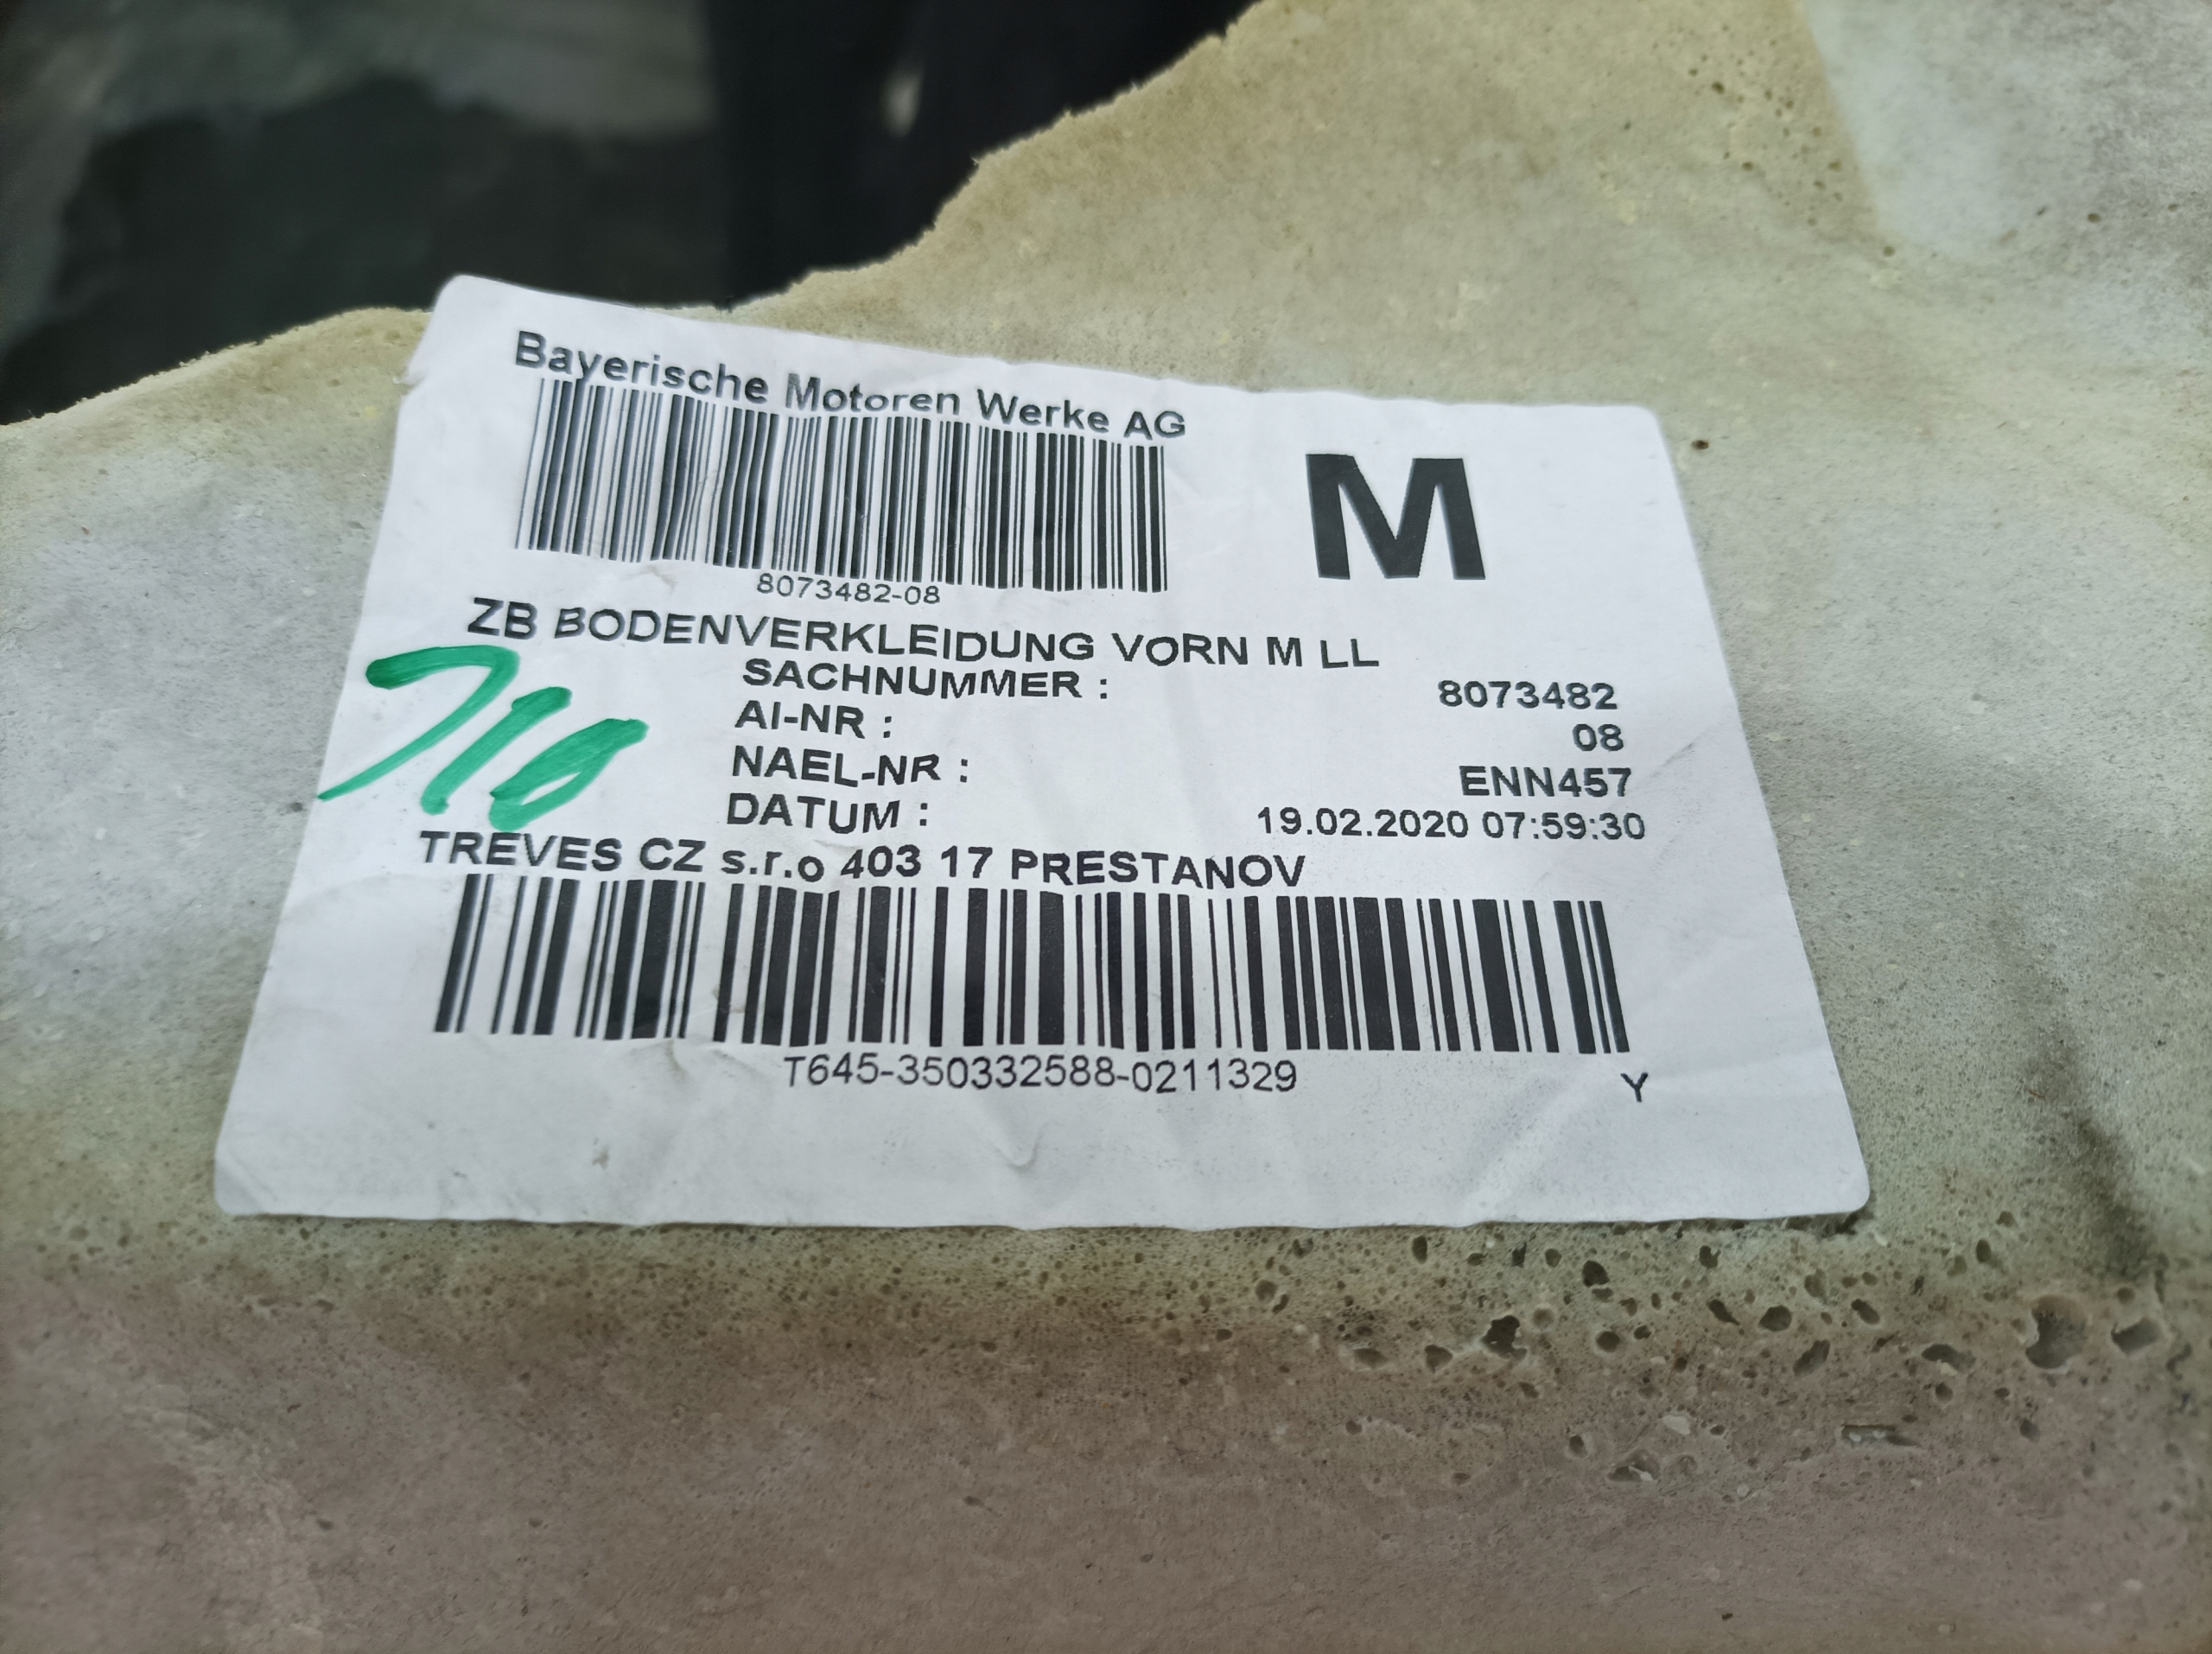 Bayerische Motoren Werke AG
M
8073482-08
ZB BODENVERKLEIDUNG VORN M LL
SACHNUMMER : 8073482
AI-NR : 08
NAEL-NR : ENN457
DATUM : 19.02.2020 07:59:30
TREVES CZ s.r.o 403 17 PRESTANOV
T645-350332588-0211329 Y